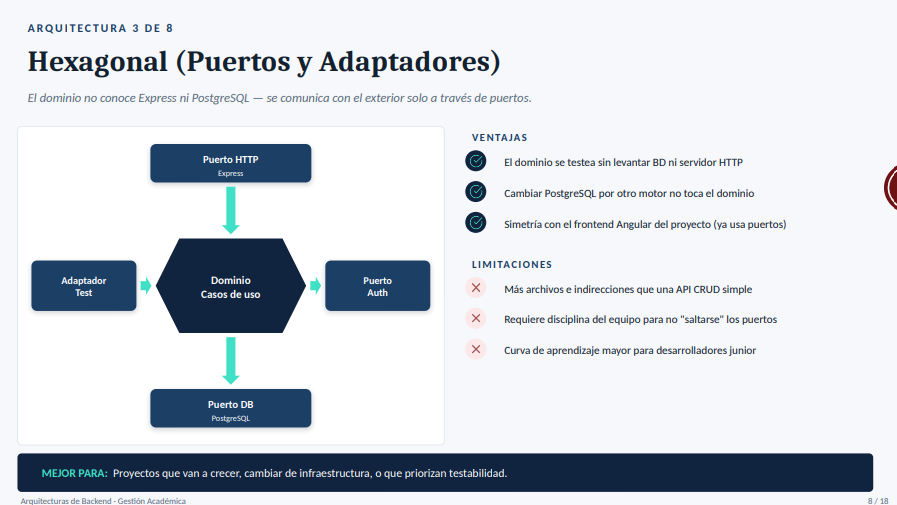 ARQUITECTURA 3 DE 8
Hexagonal (Puertos y Adaptadores)
El dominio no conoce Express ni PostgreSQL — se comunica con el exterior solo a través de puertos.
Puerto HTTP
Express
Adaptador
Test
Dominio
Casos de uso
Puerto
Auth
Puerto DB
PostgreSQL
VENTAJAS
El dominio se testea sin levantar BD ni servidor HTTP
Cambiar PostgreSQL por otro motor no toca el dominio
Simetría con el frontend Angular del proyecto (ya usa puertos)
LIMITACIONES
Más archivos e indirecciones que una API CRUD simple
Requiere disciplina del equipo para no "saltarse" los puertos
Curva de aprendizaje mayor para desarrolladores junior
MEJOR PARA: Proyectos que van a crecer, cambiar de infraestructura, o que priorizan testabilidad.
Arquitecturas de Backend - Gestión Académica
8 / 18